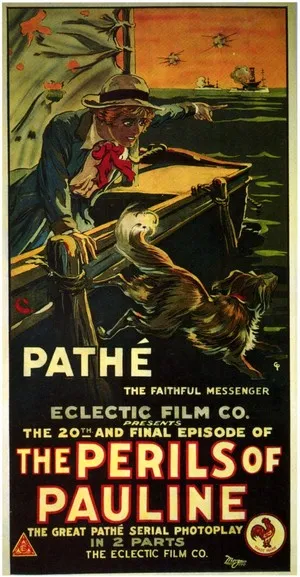 PATHÉ
THE FAITHFUL MESSENGER
ECLECTIC FILM CO.
PRESENTS
THE 20TH AND FINAL EPISODE OF
THE PERILS OF
PAULINE
THE GREAT PATHÉ SERIAL PHOTOPLAY
IN 2 PARTS
THE ECLECTIC FILM CO.